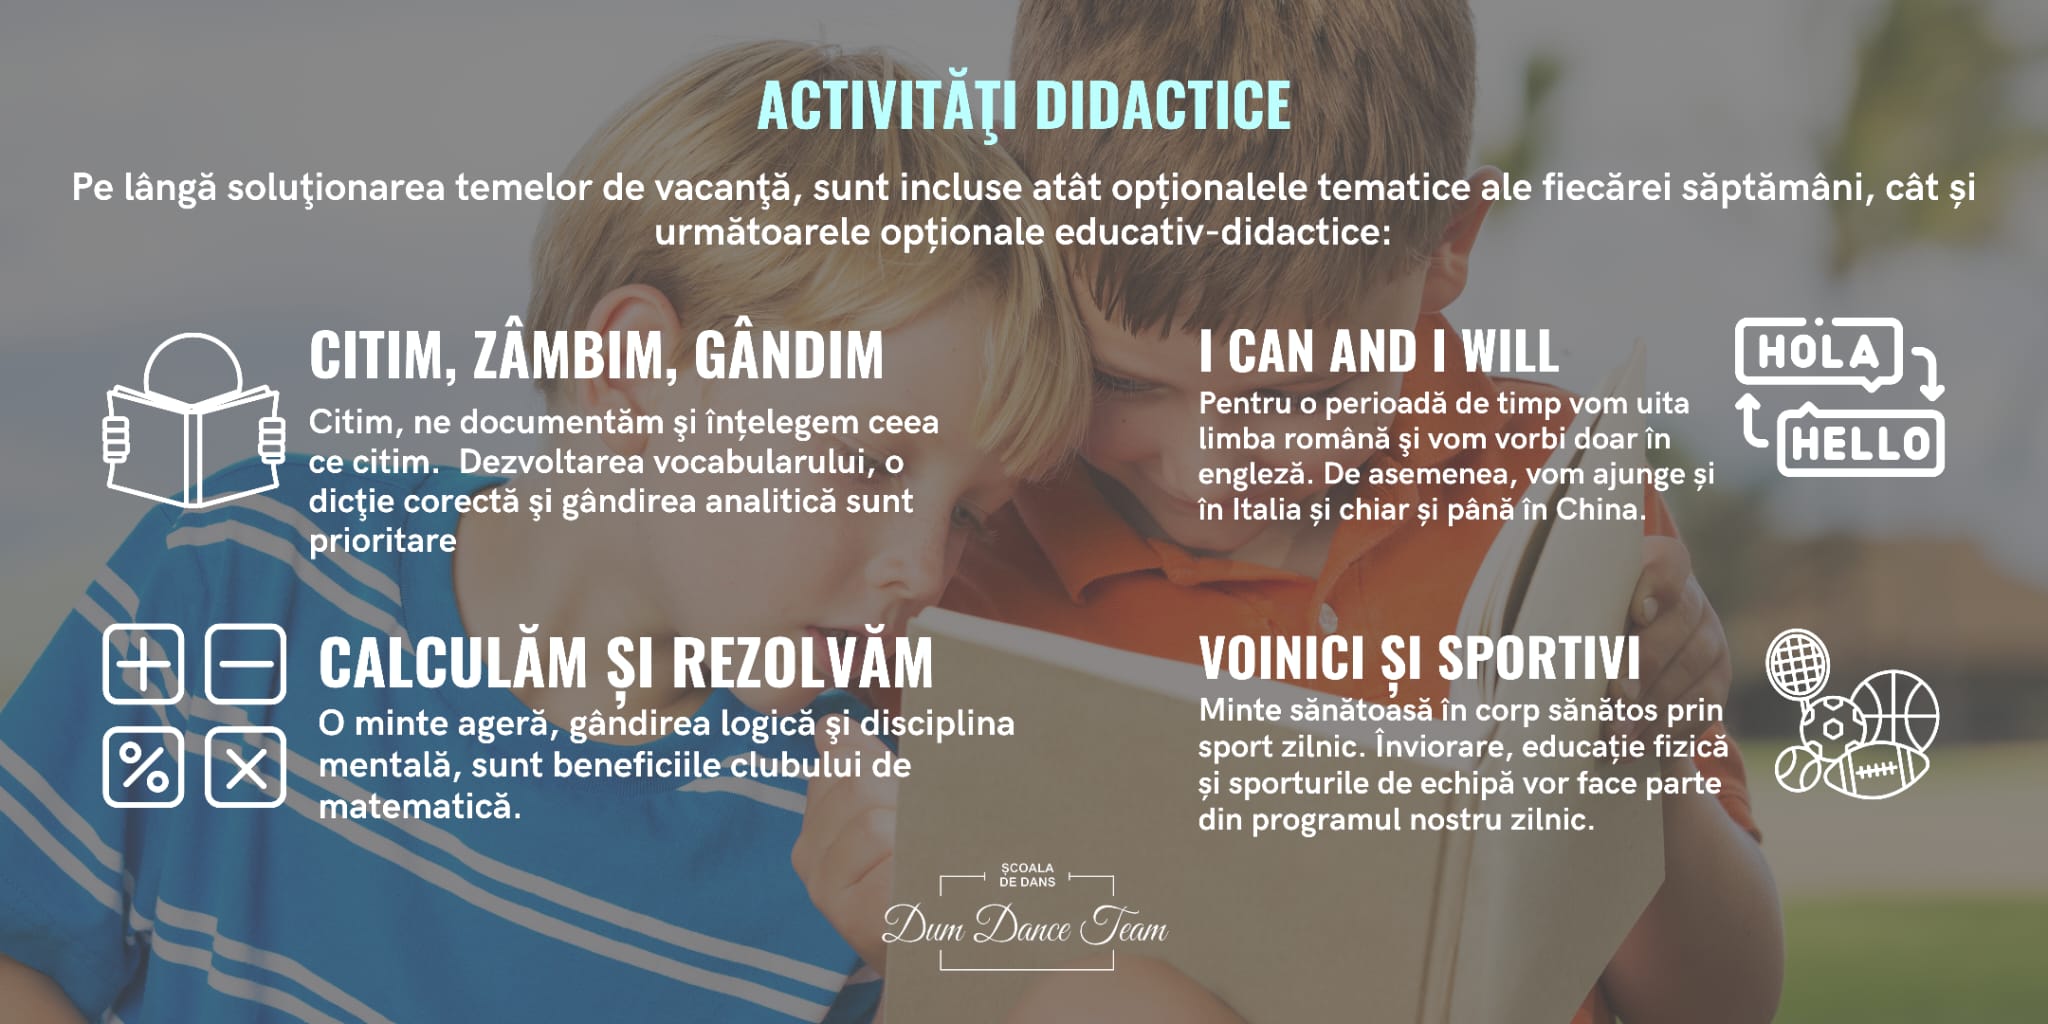 ACTIVITĂŢI DIDACTICE
Pe lângă soluţionarea temelor de vacanţă, sunt incluse atât opționalele tematice ale fiecărei săptămâni, cât și
următoarele opționale educativ-didactice:
CITIM, ZÂMBIM, GÂNDIM
Citim, ne documentăm şi înțelegem ceea
ce citim.  Dezvoltarea vocabularului, o
dicţie corectă şi gândirea analitică sunt
prioritare
I CAN AND I WILL
Pentru o perioadă de timp vom uita
limba română şi vom vorbi doar în
engleză. De asemenea, vom ajunge și
în Italia și chiar și până în China.
HOLA
HELLO
CALCULĂM ȘI REZOLVĂM
O minte ageră, gândirea logică şi disciplina
mentală, sunt beneficiile clubului de
matematică.
VOINICI ȘI SPORTIVI
Minte sănătoasă în corp sănătos prin
sport zilnic. Înviorare, educație fizică
și sporturile de echipă vor face parte
din programul nostru zilnic.
ȘCOALA
DE DANS
Dum Dance Team